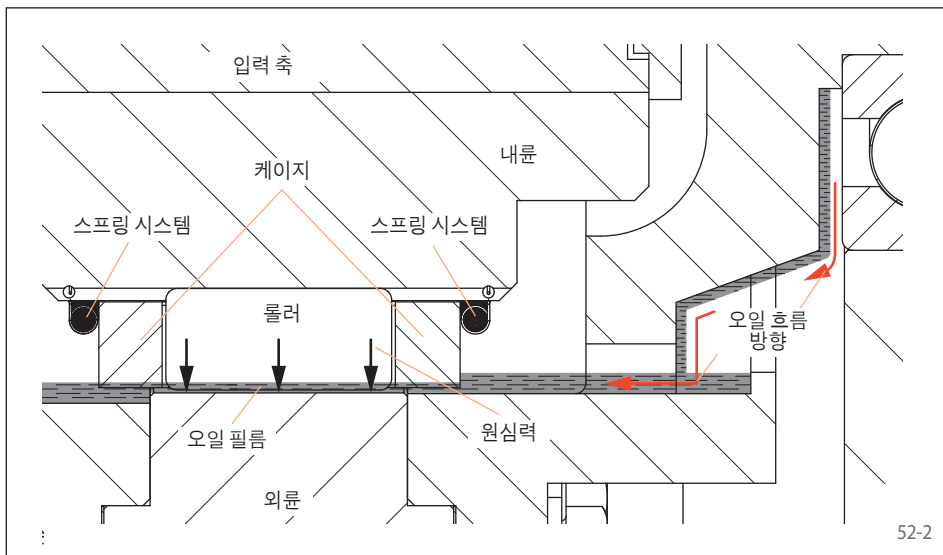 입력 축
내륜
케이지
스프링 시스템
스프링 시스템
롤러
오일 흐름
방향
오일 필름
원심력
외륜
52-2